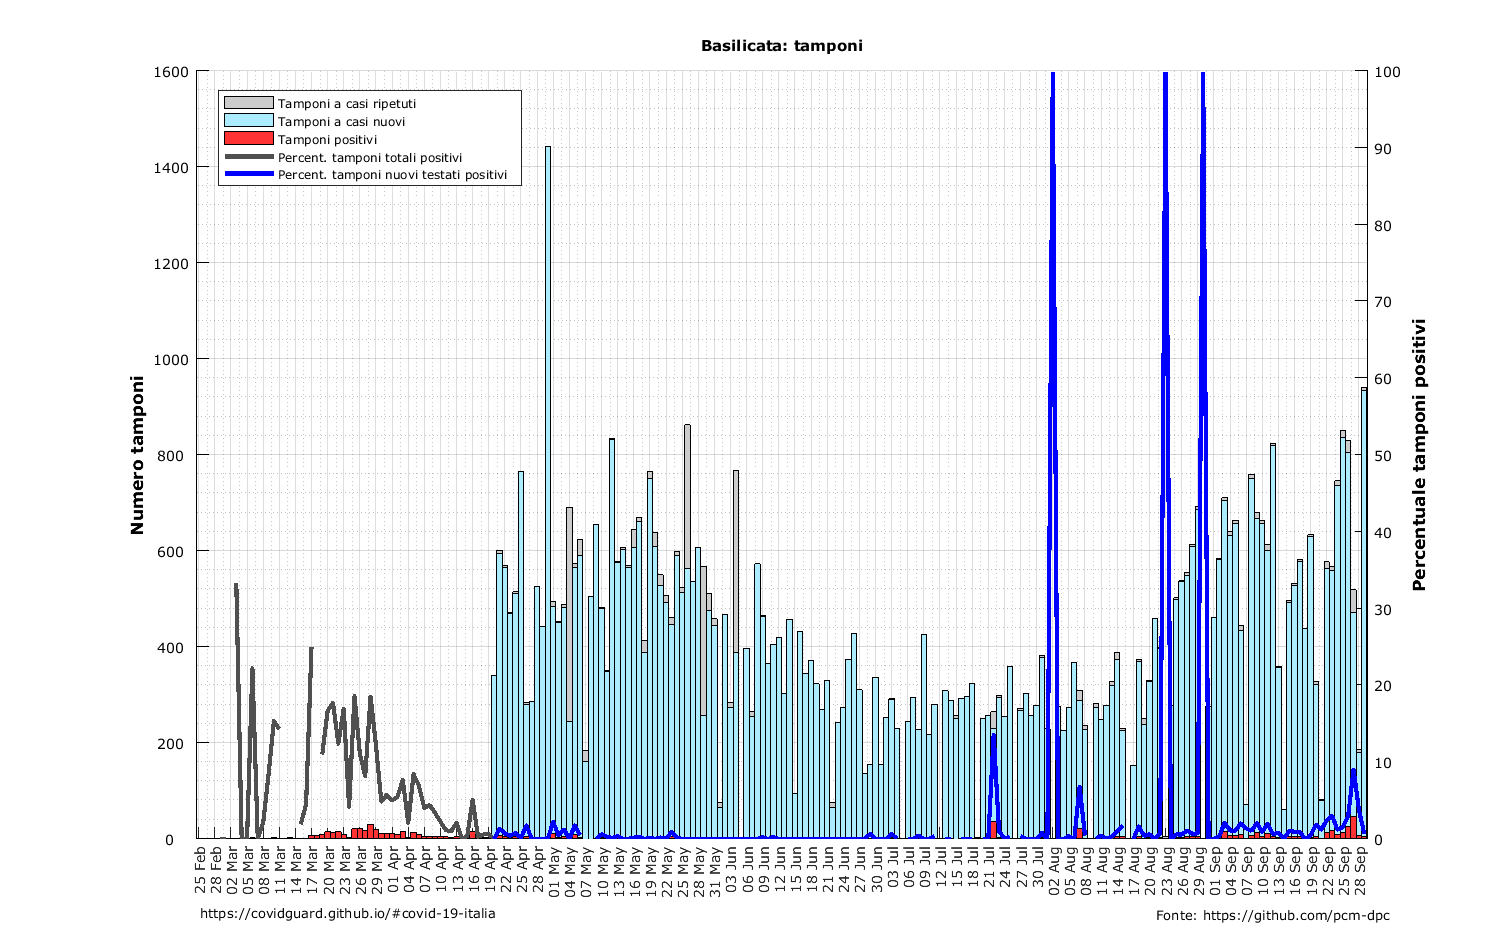 Basilicata: tamponi
1600
1400
1200
1000
800
600
400
200
0
Numero tamponi
100
90
80
70
60
50
40
30
20
10
0
Percentuale tamponi positivi
Tamponi a casi ripetuti
Tamponi a casi nuovi
Tamponi positivi
Percent. tamponi totali positivi
Percent. tamponi nuovi testati positivi
25 Feb
28 Feb
02 Mar
05 Mar
08 Mar
11 Mar
14 Mar
17 Mar
20 Mar
23 Mar
26 Mar
29 Mar
01 Apr
04 Apr
07 Apr
10 Apr
13 Apr
16 Apr
19 Apr
22 Apr
25 Apr
28 Apr
01 May
04 May
07 May
10 May
13 May
16 May
19 May
22 May
25 May
28 May
31 May
03 Jun
06 Jun
09 Jun
12 Jun
15 Jun
18 Jun
21 Jun
24 Jun
27 Jun
30 Jun
03 Jul
06 Jul
09 Jul
12 Jul
15 Jul
18 Jul
21 Jul
24 Jul
27 Jul
30 Jul
02 Aug
05 Aug
08 Aug
11 Aug
14 Aug
17 Aug
20 Aug
23 Aug
26 Aug
29 Aug
01 Sep
04 Sep
07 Sep
10 Sep
13 Sep
16 Sep
19 Sep
22 Sep
25 Sep
28 Sep
https://covidguard.github.io/#covid-19-italia
Fonte: https://github.com/pcm-dpc